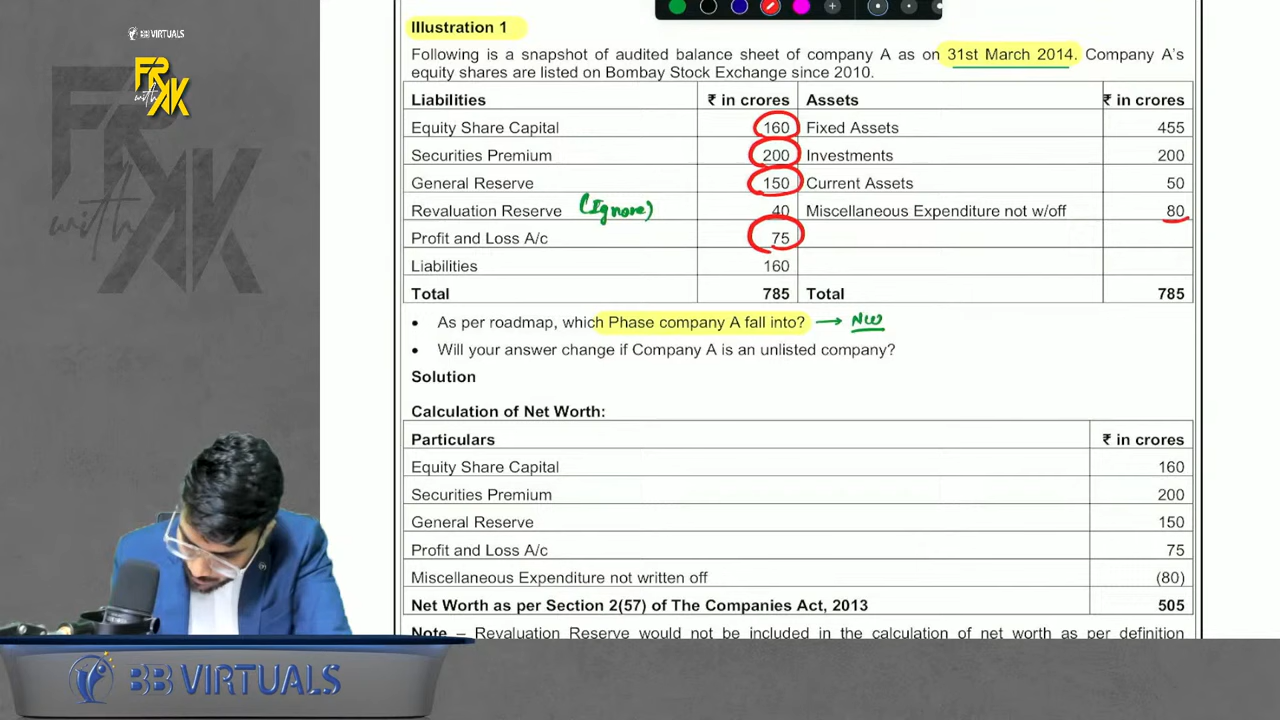 BB VIRTUALS
FR
with
AK
FR
with
AK
Illustration 1
Following is a snapshot of audited balance sheet of company A as on 31st March 2014. Company A's
equity shares are listed on Bombay Stock Exchange since 2010.
Liabilities ₹ in crores Assets ₹ in crores
Equity Share Capital 160 Fixed Assets 455
Securities Premium 200 Investments 200
General Reserve 150 Current Assets 50
Revaluation Reserve (Ignore) 40 Miscellaneous Expenditure not w/off 80
Profit and Loss A/c 75
Liabilities 160
Total 785 Total 785
• As per roadmap, which Phase company A fall into? → NW
• Will your answer change if Company A is an unlisted company?
Solution
Calculation of Net Worth:
Particulars ₹ in crores
Equity Share Capital 160
Securities Premium 200
General Reserve 150
Profit and Loss A/c 75
Miscellaneous Expenditure not written off (80)
Net Worth as per Section 2(57) of The Companies Act, 2013 505
Note – Revaluation Reserve would not be included in the calculation of net worth as per definition
BB VIRTUALS